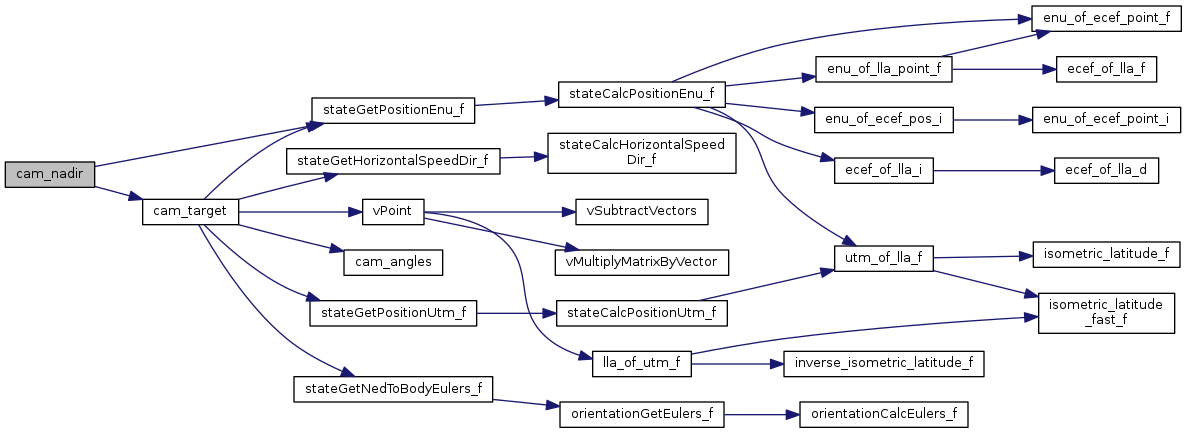 cam_nadir
cam_target
stateGetPositionEnu_f
stateGetHorizontalSpeedDir_f
vPoint
cam_angles
stateGetPositionUtm_f
stateGetNedToBodyEulers_f
stateCalcPositionEnu_f
stateCalcHorizontalSpeed
Dir_f
vSubtractVectors
vMultiplyMatrixByVector
stateCalcPositionUtm_f
lla_of_utm_f
orientationGetEulers_f
enu_of_lla_point_f
enu_of_ecef_pos_i
ecef_of_lla_i
utm_of_lla_f
inverse_isometric_latitude_f
orientationCalcEulers_f
enu_of_ecef_point_f
ecef_of_lla_f
enu_of_ecef_point_i
ecef_of_lla_d
isometric_latitude_f
isometric_latitude
_fast_f